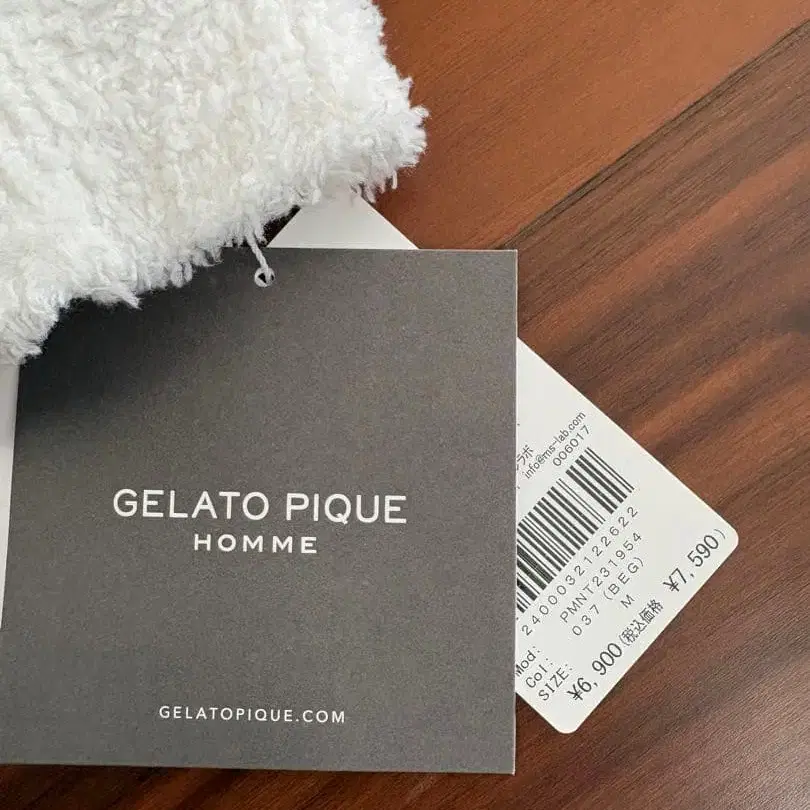 GELATO PIQUE
HOMME
GELATOPIQUE.COM
info@ms-lab.com
006017
2400032122622
Mod: PMNT231954
Col: 037(BEG)
SIZE: M
¥6,900(税込価格 ¥7,590)